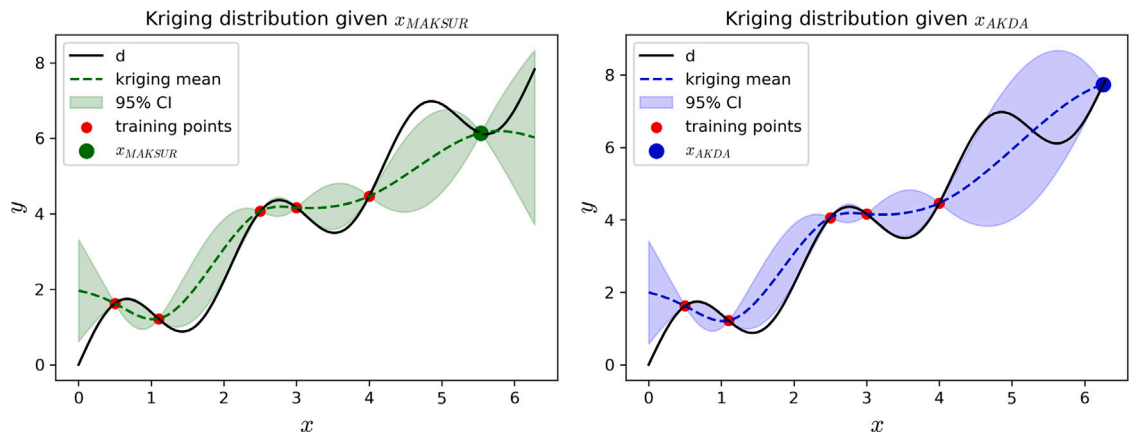 Kriging distribution given x_MAKSUR
d
kriging mean
95% CI
training points
x_MAKSUR
y
8
6
4
2
0
0 1 2 3 4 5 6
x
Kriging distribution given x_AKDA
d
kriging mean
95% CI
training points
x_AKDA
y
8
6
4
2
0
0 1 2 3 4 5 6
x